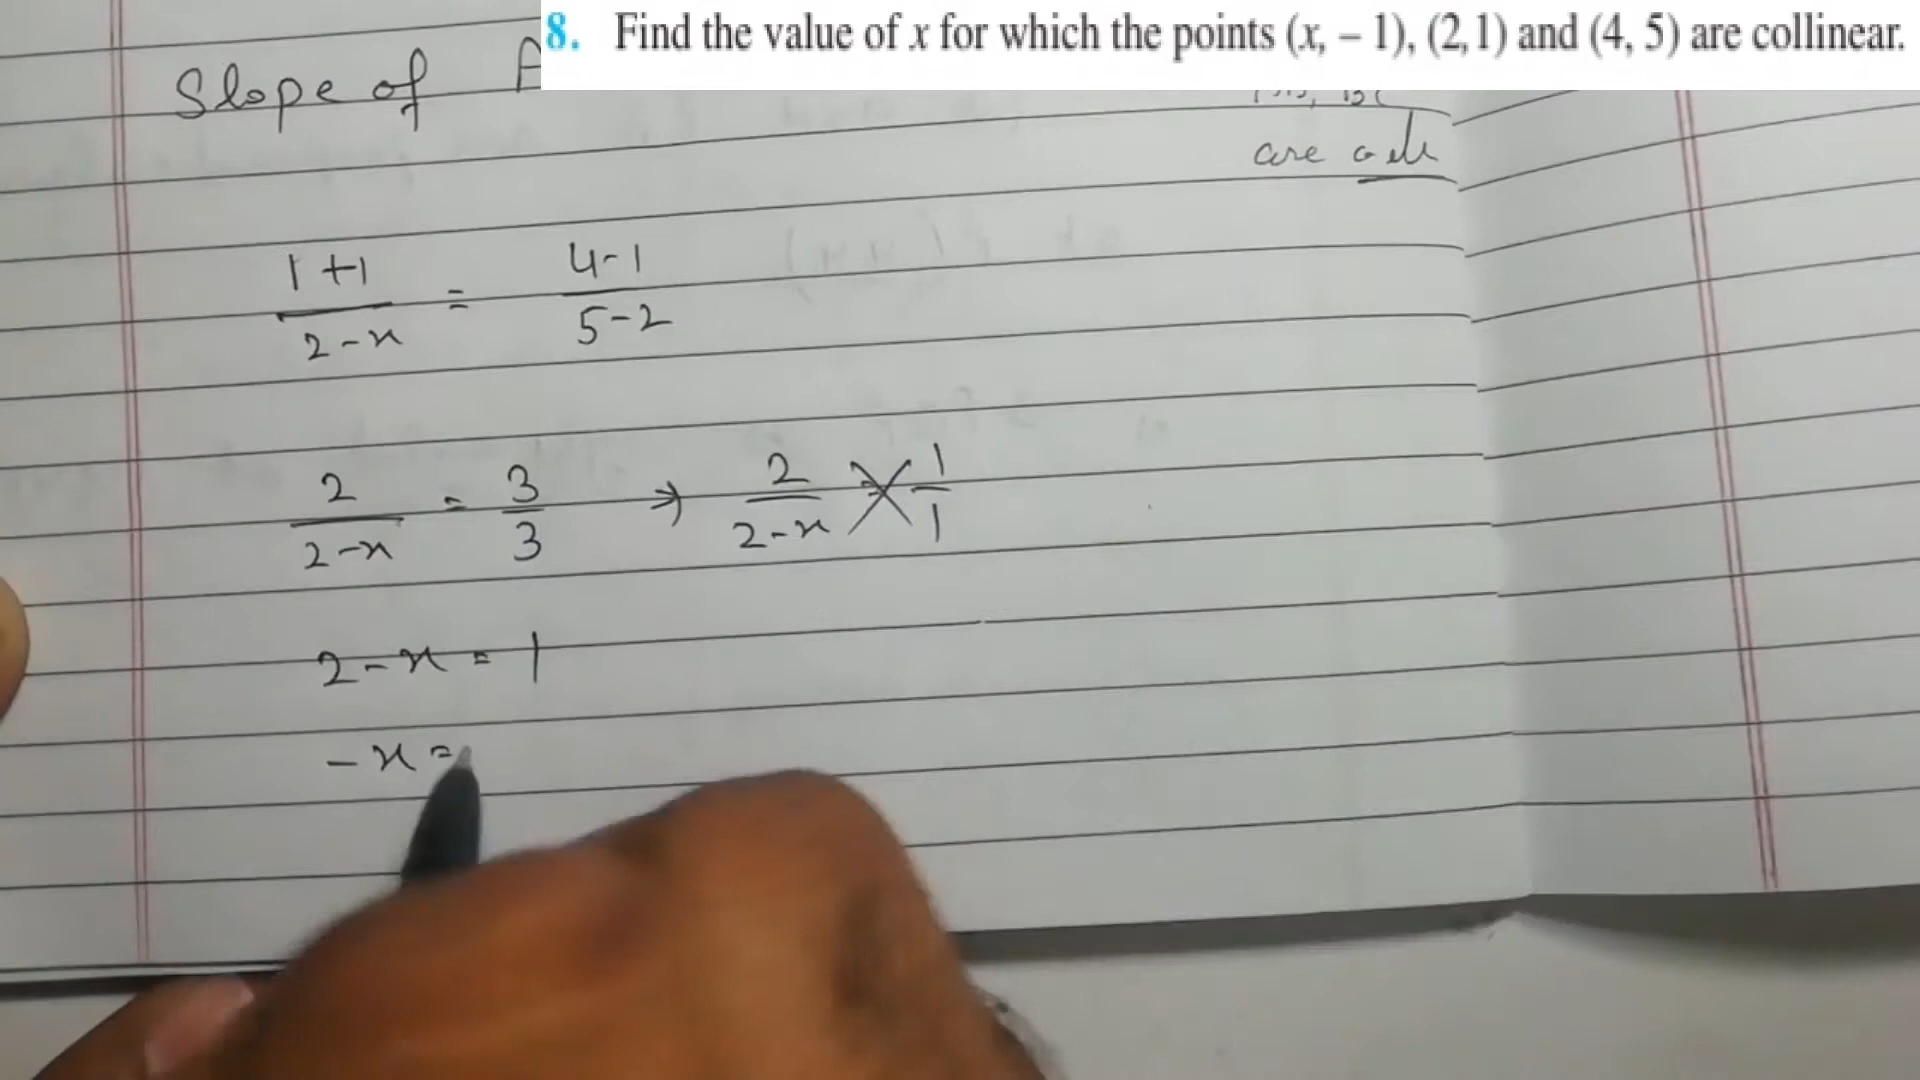 8. Find the value of x for which the points (x, – 1), (2, 1) and (4, 5) are collinear.
Slope of
are
1+1/2-x = 4-1/5-2
2/2-x = 3/3 → 2/2-x = 1/1
2-x = 1
-x =